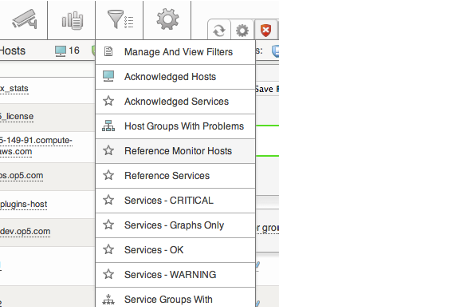 Hosts
16
s:
Manage And View Filters
x_stats
Acknowledged Hosts
Save
Acknowledged Services
5_license
Host Groups With Problems
5-149-91.compute-
aws.com
Reference Monitor Hosts
os.op5.com
Reference Services
plugins-host
Services - CRITICAL
dev.op5.com
Services - Graphs Only
r grou
Services - OK
Services - WARNING
Service Groups With